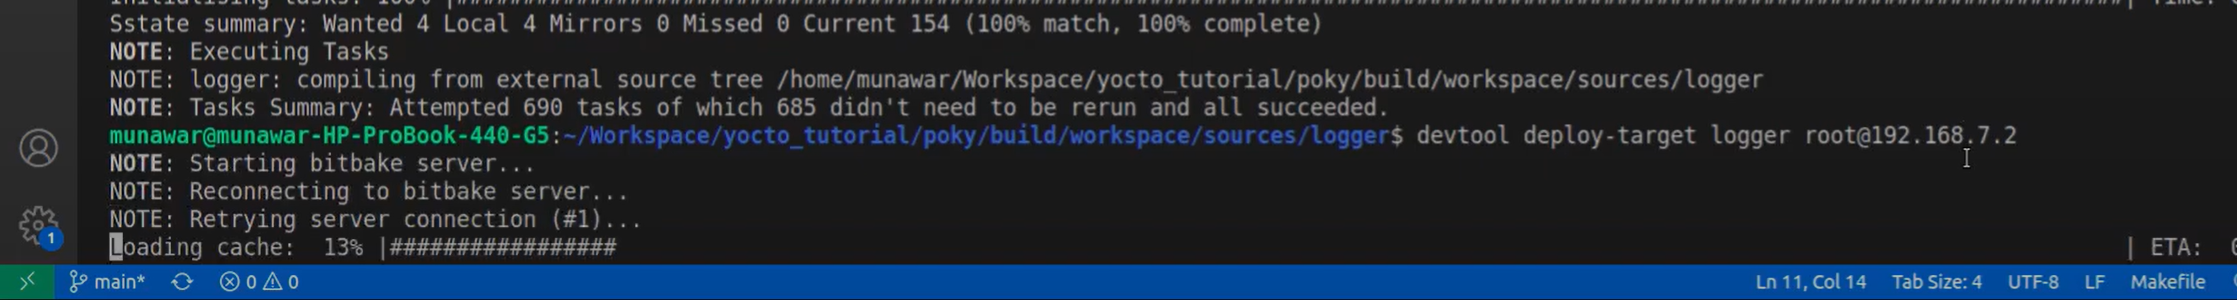 Initialising tasks: 100% |####| Time:
Sstate summary: Wanted 4 Local 4 Mirrors 0 Missed 0 Current 154 (100% match, 100% complete)
NOTE: Executing Tasks
NOTE: logger: compiling from external source tree /home/munawar/Workspace/yocto_tutorial/poky/build/workspace/sources/logger
NOTE: Tasks Summary: Attempted 690 tasks of which 685 didn't need to be rerun and all succeeded.
munawar@munawar-HP-ProBook-440-G5:~/Workspace/yocto_tutorial/poky/build/workspace/sources/logger$ devtool deploy-target logger root@192.168.7.2
NOTE: Starting bitbake server...
NOTE: Reconnecting to bitbake server...
NOTE: Retrying server connection (#1)...
Loading cache: 13% |################# | ETA:
1
main* 0 0 Ln 11, Col 14 Tab Size: 4 UTF-8 LF Makefile